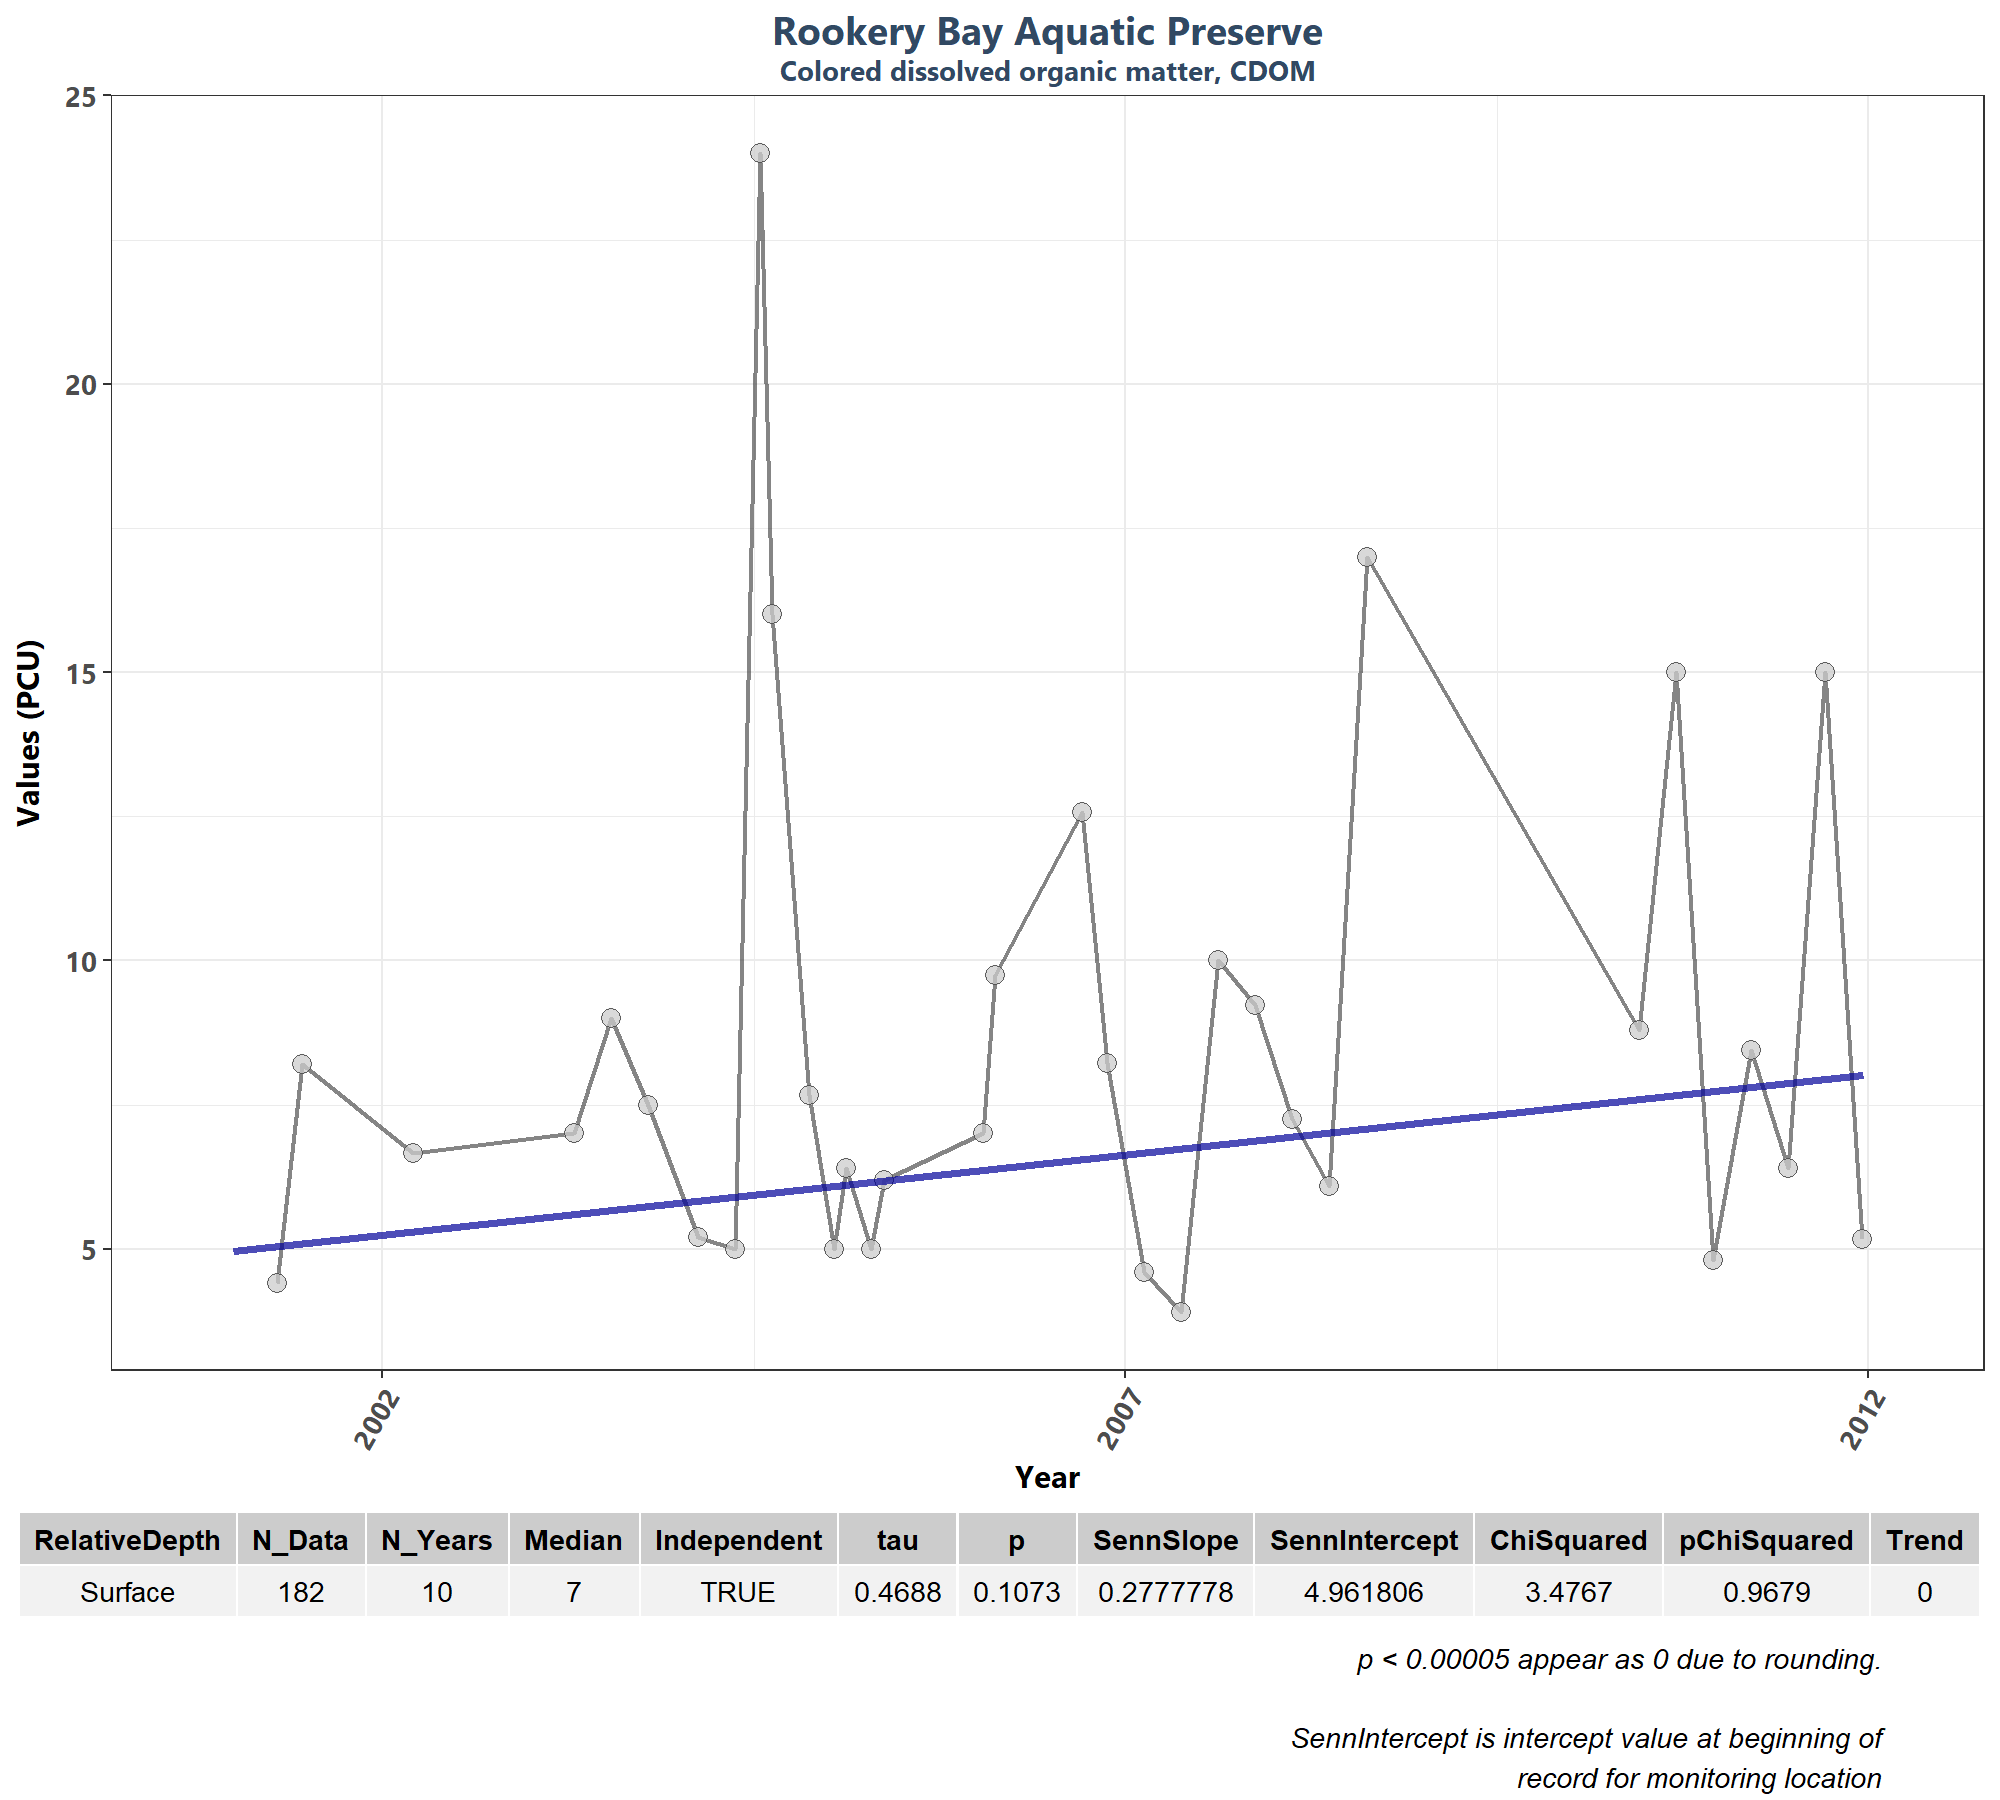 Rookery Bay Aquatic Preserve
Colored dissolved organic matter, CDOM
25
20
15
10
5
Values (PCU)
2002
2007
2012
Year
RelativeDepth N_Data N_Years Median Independent tau p SennSlope SennIntercept ChiSquared pChiSquared Trend
Surface 182 10 7 TRUE 0.4688 0.1073 0.2777778 4.961806 3.4767 0.9679 0
p < 0.00005 appear as 0 due to rounding.
SennIntercept is intercept value at beginning of
record for monitoring location